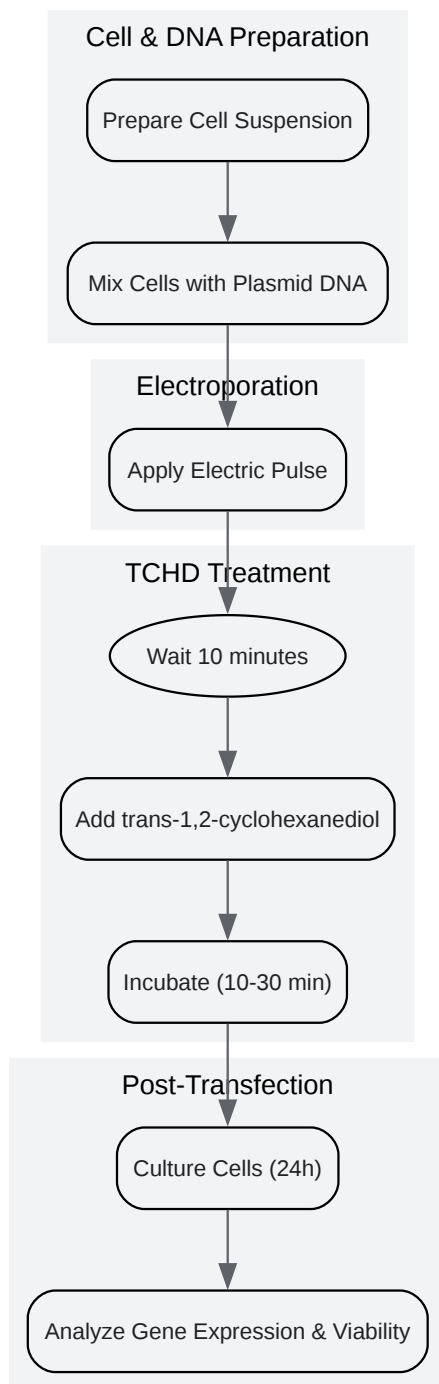 Cell & DNA Preparation
Prepare Cell Suspension
Mix Cells with Plasmid DNA
Electroporation
Apply Electric Pulse
TCHD Treatment
Wait 10 minutes
Add trans-1,2-cyclohexanediol
Incubate (10-30 min)
Post-Transfection
Culture Cells (24h)
Analyze Gene Expression & Viability